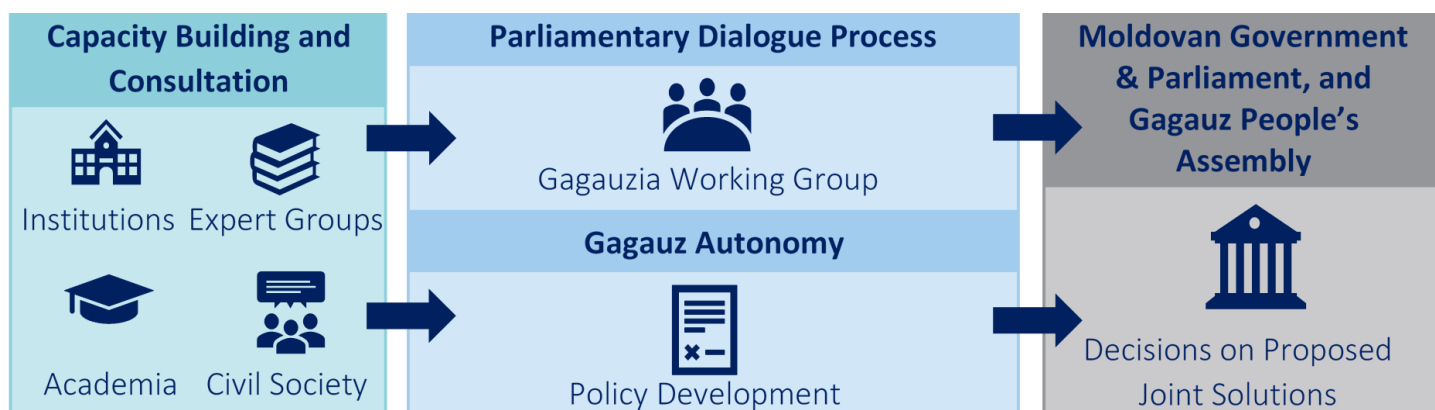 Capacity Building and
Consultation
Institutions
Expert Groups
Academia
Civil Society
Parliamentary Dialogue Process
Gagauzia Working Group
Gagauz Autonomy
Policy Development
Moldovan Government
& Parliament, and
Gagauz People’s
Assembly
Decisions on Proposed
Joint Solutions